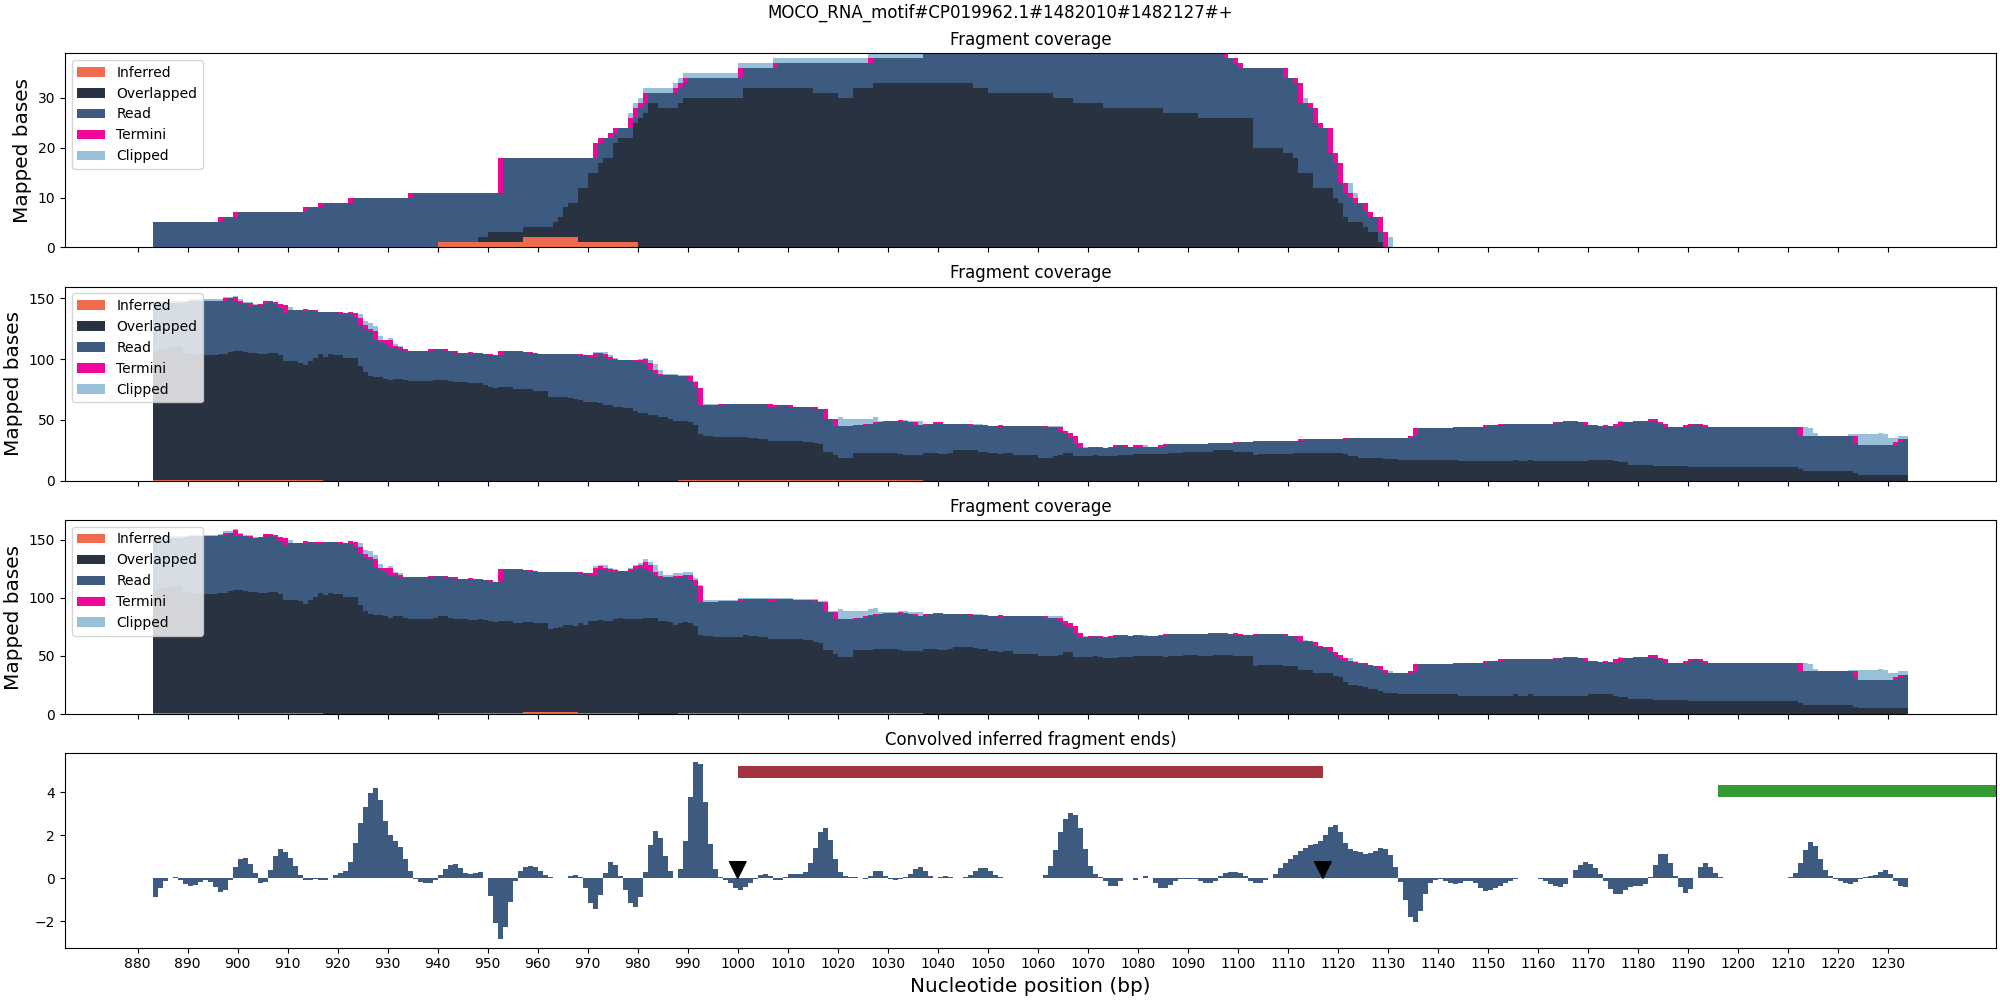 MOCO_RNA_motif#CP019962.1#1482010#1482127#+
Fragment coverage
Mapped bases
30
20
10
0
Inferred
Overlapped
Read
Termini
Clipped
Fragment coverage
Mapped bases
150
100
50
0
Inferred
Overlapped
Read
Termini
Clipped
Fragment coverage
Mapped bases
150
100
50
0
Inferred
Overlapped
Read
Termini
Clipped
Convolved inferred fragment ends)
4
2
0
−2
880 890 900 910 920 930 940 950 960 970 980 990 1000 1010 1020 1030 1040 1050 1060 1070 1080 1090 1100 1110 1120 1130 1140 1150 1160 1170 1180 1190 1200 1210 1220 1230
Nucleotide position (bp)